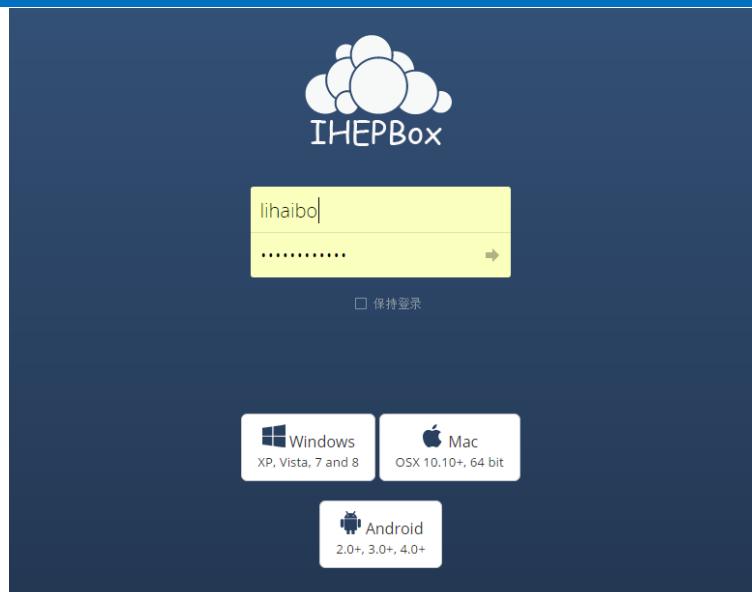 IHEPBox
lihaibo
••••••••••••
保持登录
Windows
XP, Vista, 7 and 8
Mac
OSX 10.10+, 64 bit
Android
2.0+, 3.0+, 4.0+